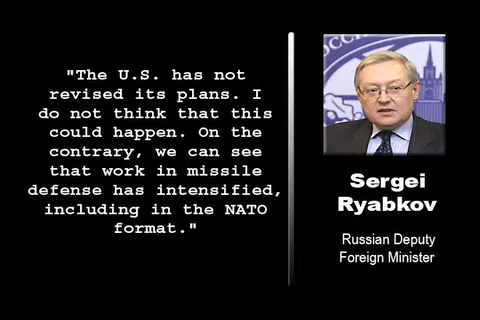 "The U.S. has not
revised its plans. I
do not think that this
could happen. On the
contrary, we can see
that work in missile
defense has intensified,
including in the NATO
format."
Sergei
Ryabkov
Russian Deputy
Foreign Minister